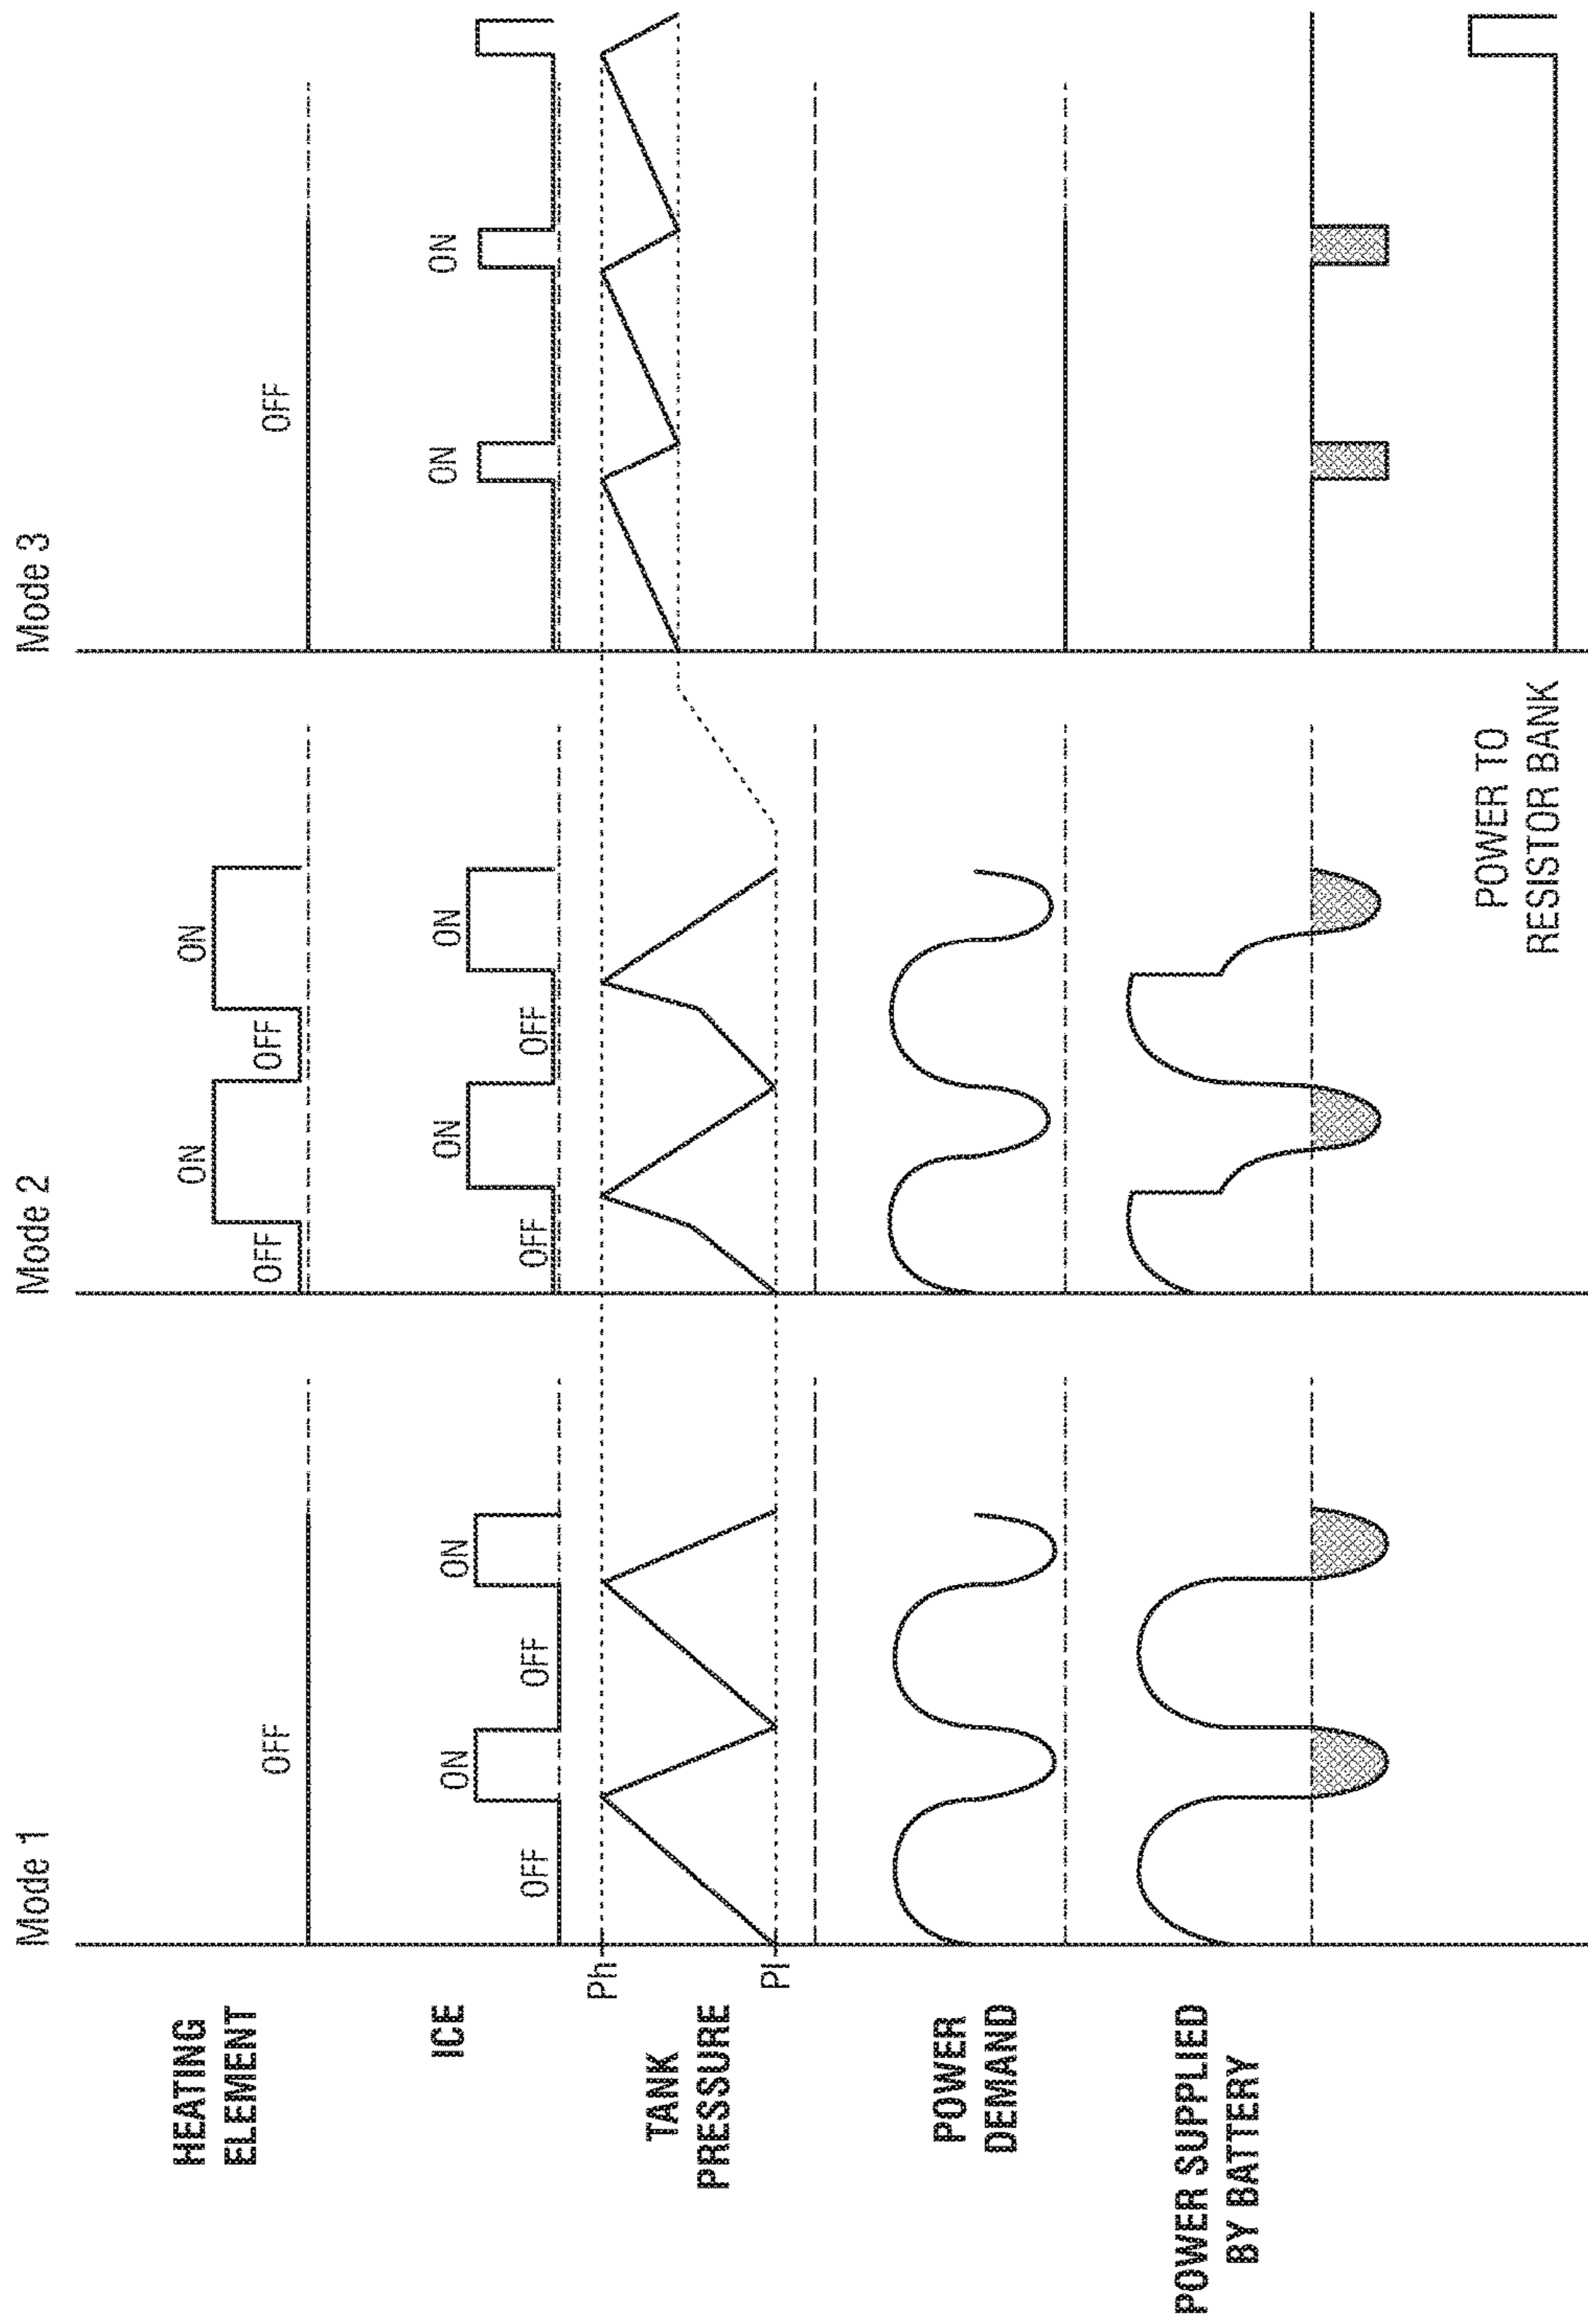 Mode 1
Mode 2
Mode 3
HEATING
ELEMENT
OFF
OFF
ON
OFF
ON
OFF
ICE
OFF
ON
OFF
ON
OFF
ON
OFF
ON
ON
ON
Ph
TANK
PRESSURE
Pl
POWER
DEMAND
POWER SUPPLIED
BY BATTERY
POWER TO
RESISTOR BANK